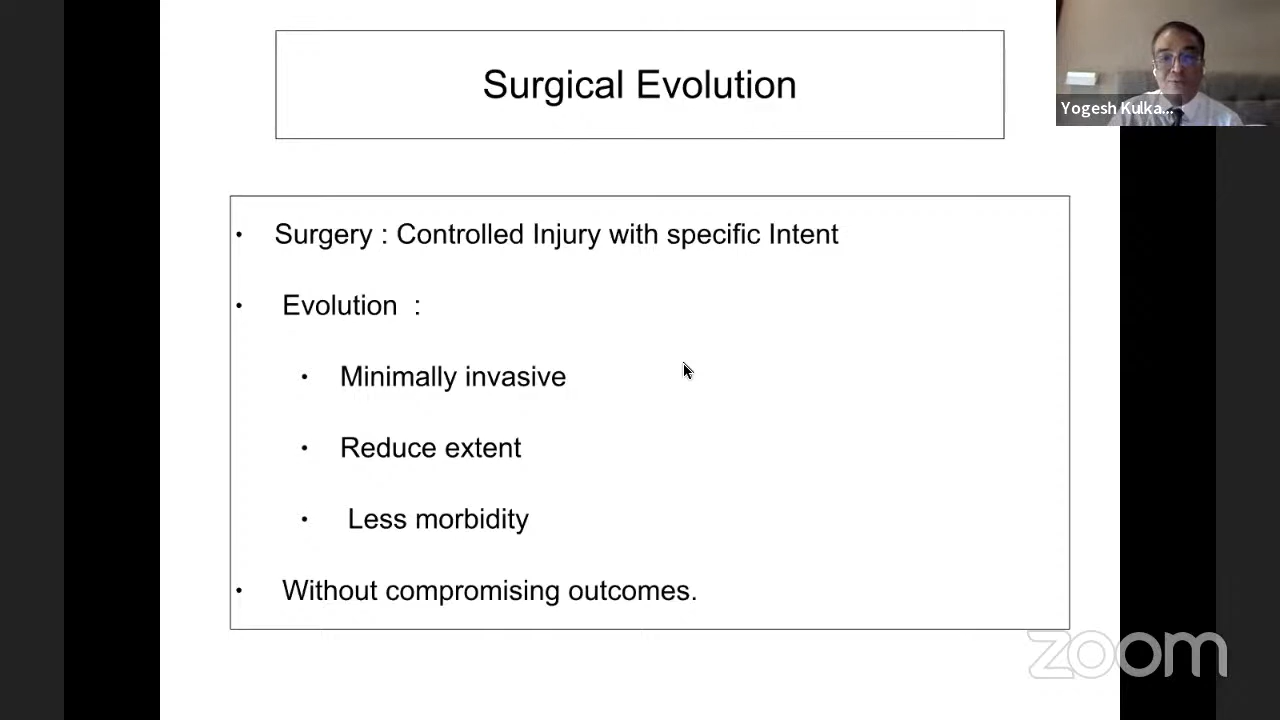 Surgical Evolution
Yogesh Kulka...
• Surgery : Controlled Injury with specific Intent
• Evolution :
• Minimally invasive
• Reduce extent
• Less morbidity
• Without compromising outcomes.
zoom